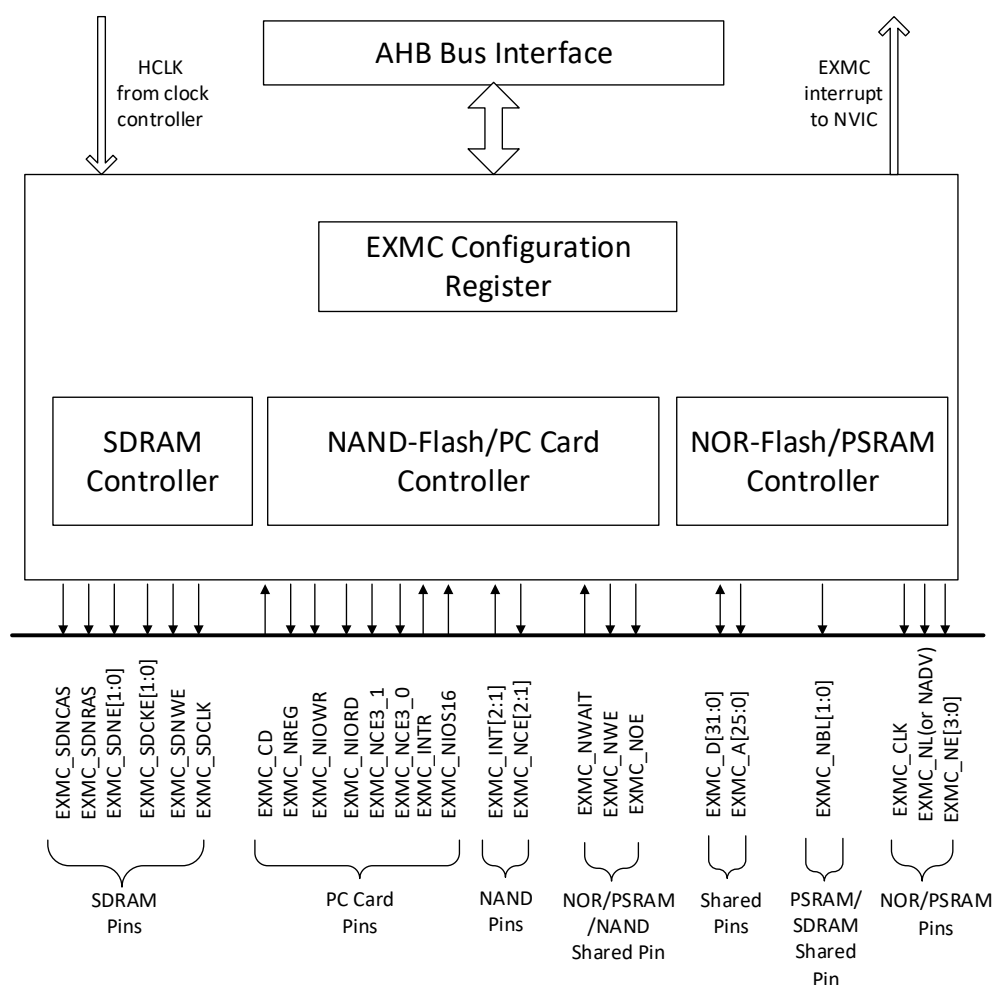 AHB Bus Interface
HCLK
from clock
controller
EXMC
interrupt
to NVIC
EXMC Configuration
Register
SDRAM
Controller
NAND-Flash/PC Card
Controller
NOR-Flash/PSRAM
Controller
EXMC_SDNCAS
EXMC_SDNRAS
EXMC_SDNE[1:0]
EXMC_SDCKE[1:0]
EXMC_SDNWE
EXMC_SDCLK
EXMC_CD
EXMC_NREG
EXMC_NIOWR
EXMC_NIORD
EXMC_NCE3_1
EXMC_NCE3_0
EXMC_INTR
EXMC_NIOS16
EXMC_INT[2:1]
EXMC_NCE[2:1]
EXMC_NWAIT
EXMC_NWE
EXMC_NOE
EXMC_D[31:0]
EXMC_A[25:0]
EXMC_NBL[1:0]
EXMC_CLK
EXMC_NL(or NADV)
EXMC_NE[3:0]
SDRAM
Pins
PC Card
Pins
NAND
Pins
NOR/PSRAM
/NAND
Shared Pin
Shared
Pins
PSRAM/
SDRAM
Shared
Pin
NOR/PSRAM
Pins